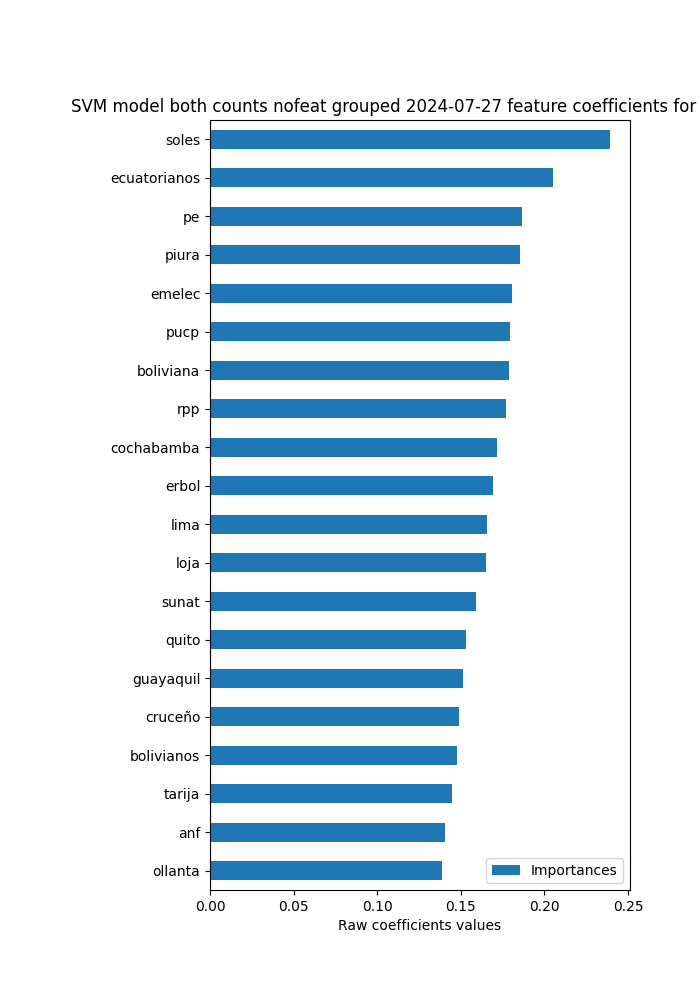 SVM model both counts nofeat grouped 2024-07-27 feature coefficients for
soles
ecuatorianos
pe
piura
emelec
pucp
boliviana
rpp
cochabamba
erbol
lima
loja
sunat
quito
guayaquil
cruceño
bolivianos
tarija
anf
ollanta
Importances
0.00 0.05 0.10 0.15 0.20 0.25
Raw coefficients values